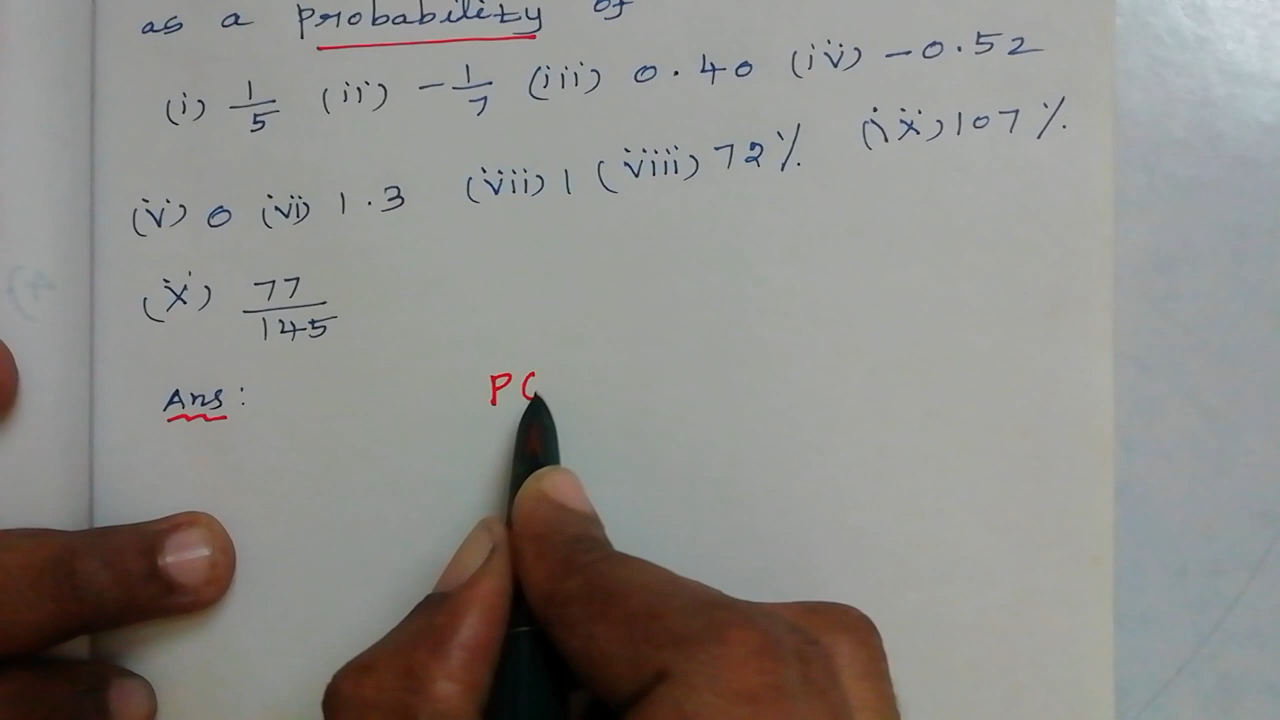 as a probability of
(i) 1/5 (ii) -1/7 (iii) 0.40 (iv) -0.52
(v) 0 (vi) 1.3 (vii) 1 (viii) 72% (ix) 107%.
(x) 77/145
Ans:
P(